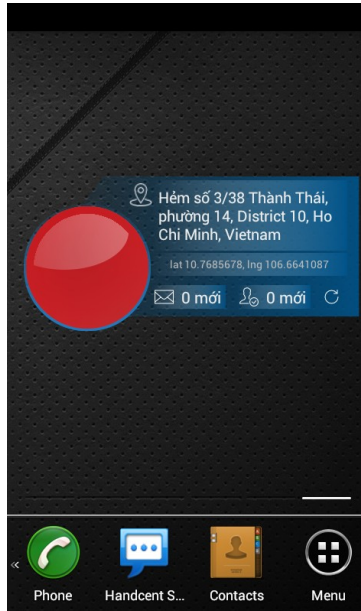 Hẻm số 3/38 Thành Thái,
phường 14, District 10, Ho
Chi Minh, Vietnam
lat 10.7685678, lng 106.6641087
0 mới 0 mới
«
Phone Handcent S... Contacts Menu